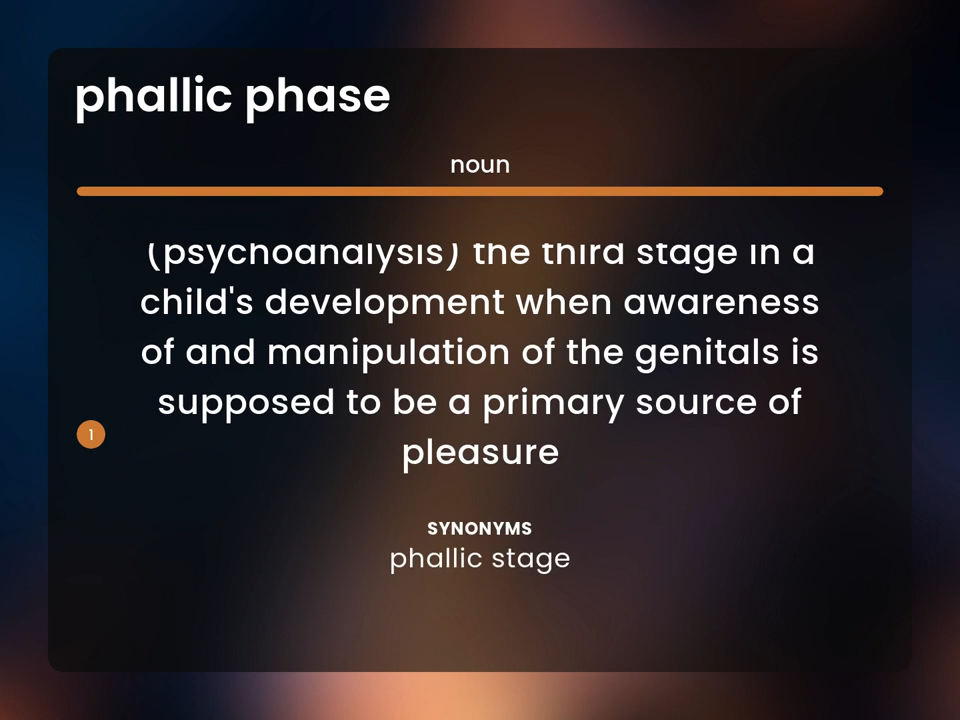 phallic phase
noun
(psychoanalysis) the third stage in a
child's development when awareness
of and manipulation of the genitals is
supposed to be a primary source of
1
pleasure
SYNONYMS
phallic stage